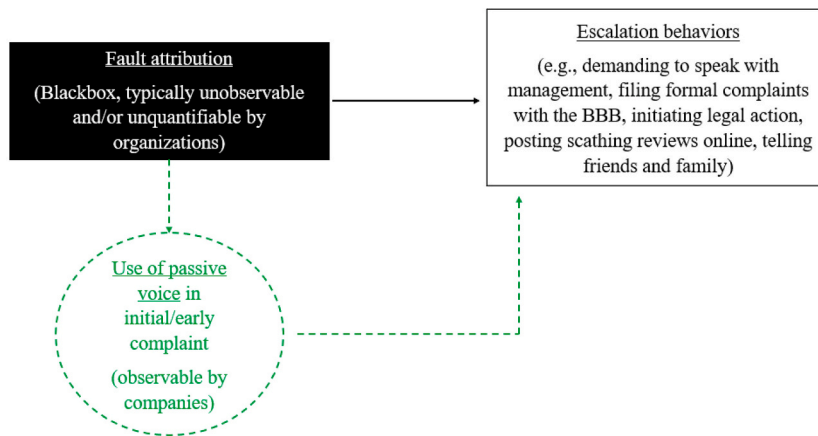 Fault attribution
(Blackbox, typically unobservable
and/or unquantifiable by
organizations)
Escalation behaviors
(e.g., demanding to speak with
management, filing formal complaints
with the BBB, initiating legal action,
posting scathing reviews online, telling
friends and family)
Use of passive
voice in
initial/early
complaint
(observable by
companies)